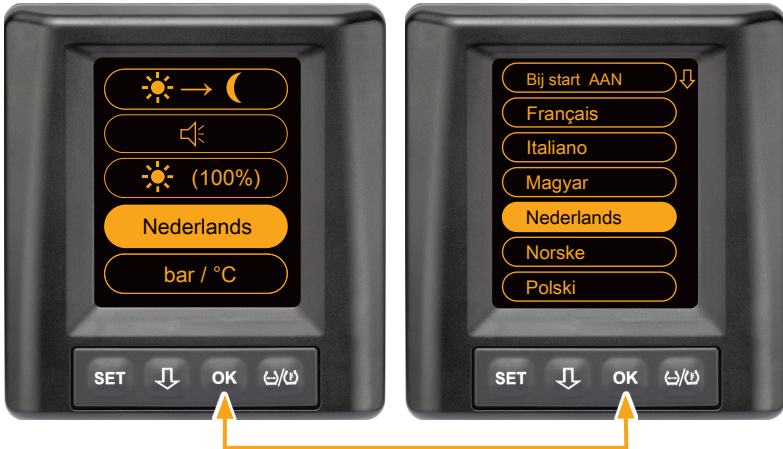 (100%)
Nederlands
bar / °C
SET OK
Bij start AAN
Français
Italiano
Magyar
Nederlands
Norske
Polski
SET OK